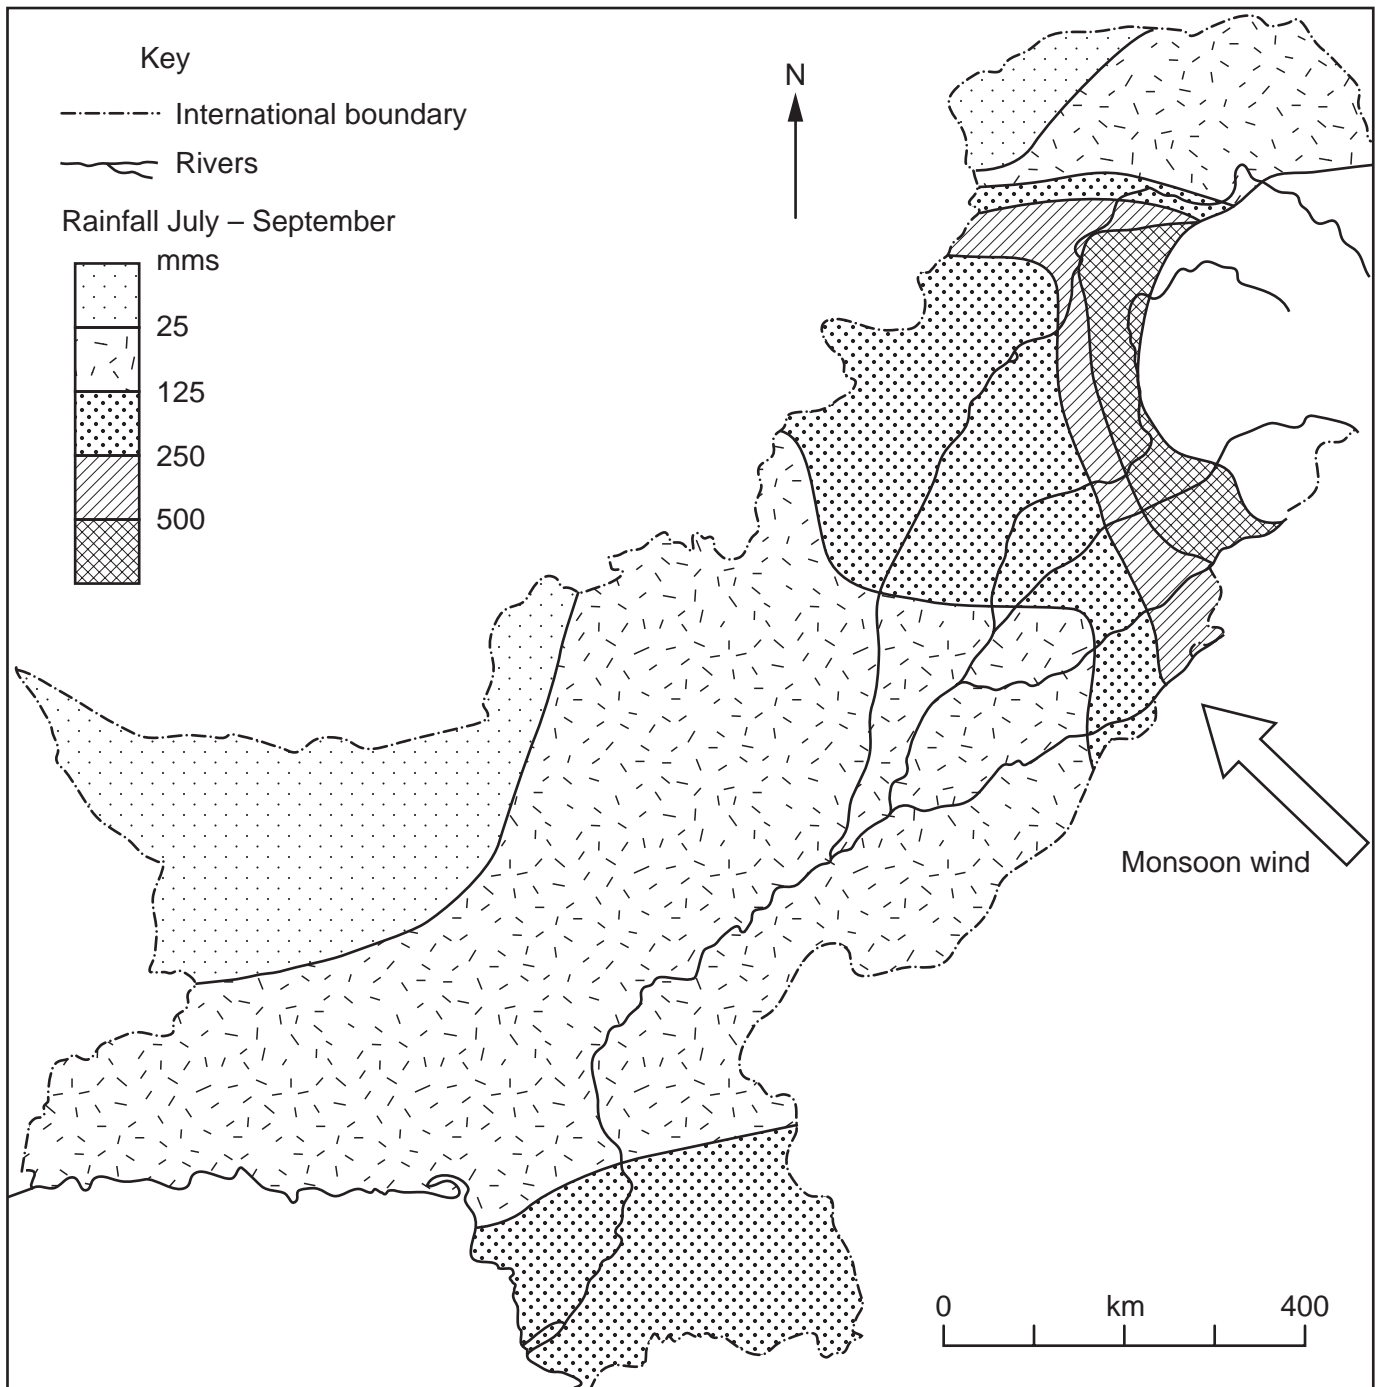 Key
International boundary
Rivers
Rainfall July – September
mms
25
125
250
500
N
Monsoon wind
0 km 400